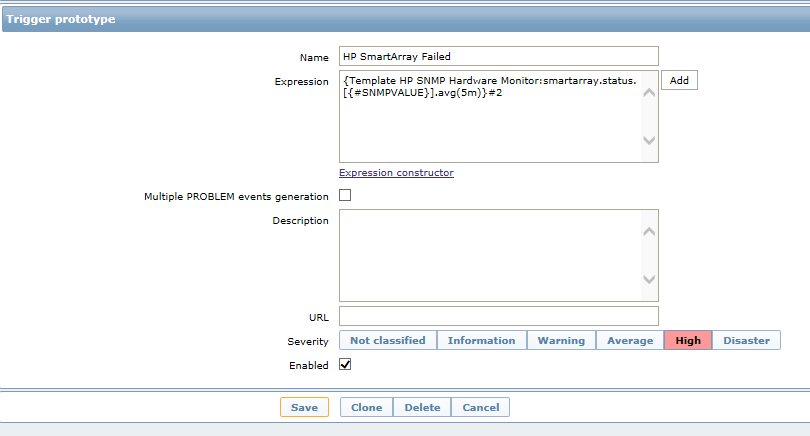 Trigger prototype
Name HP SmartArray Failed
Expression {Template HP SNMP Hardware Monitor:smartarray.status.
[{#SNMPVALUE}].avg(5m)}#2
Add
Expression constructor
Multiple PROBLEM events generation
Description
URL
Severity Not classified Information Warning Average High Disaster
Enabled
Save Clone Delete Cancel